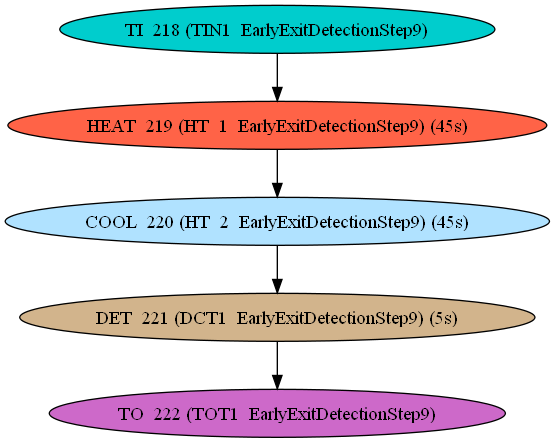 TI 218 (TIN1 EarlyExitDetectionStep9)
HEAT 219 (HT 1 EarlyExitDetectionStep9) (45s)
COOL 220 (HT 2 EarlyExitDetectionStep9) (45s)
DET 221 (DCT1 EarlyExitDetectionStep9) (5s)
TO 222 (TOT1 EarlyExitDetectionStep9)